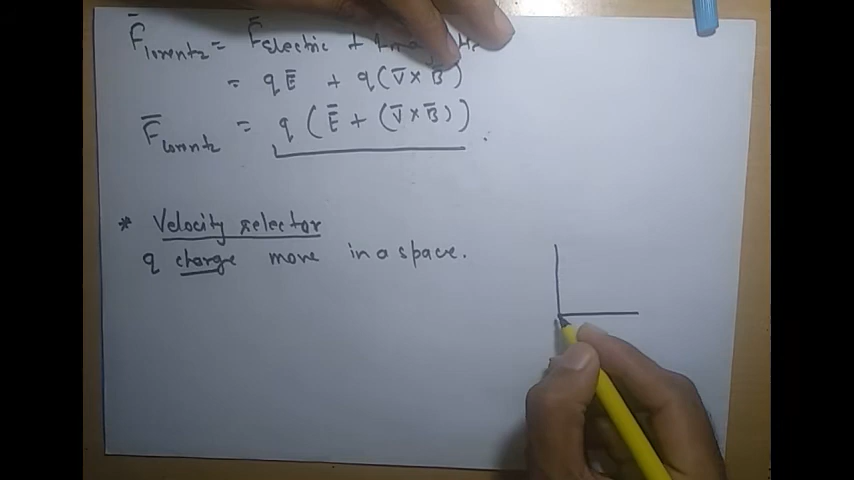 F̄lorentz = F̄Electric +
= qĒ + q(V̄ × B̄)
F̄Lorentz = q(Ē + (V̄ × B̄)).
* Velocity selector
q charge move in a space.